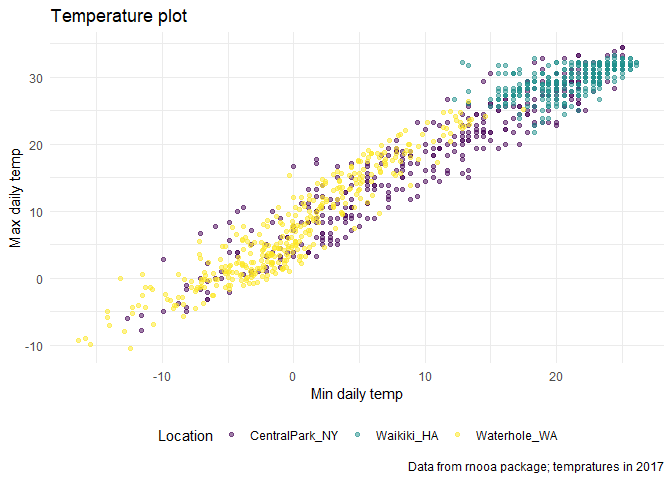 Temperature plot
Max daily temp
30
20
10
0
-10
-10 0 10 20
Min daily temp
Location CentralPark_NY Waikiki_HA Waterhole_WA
Data from rnooa package; tempratures in 2017